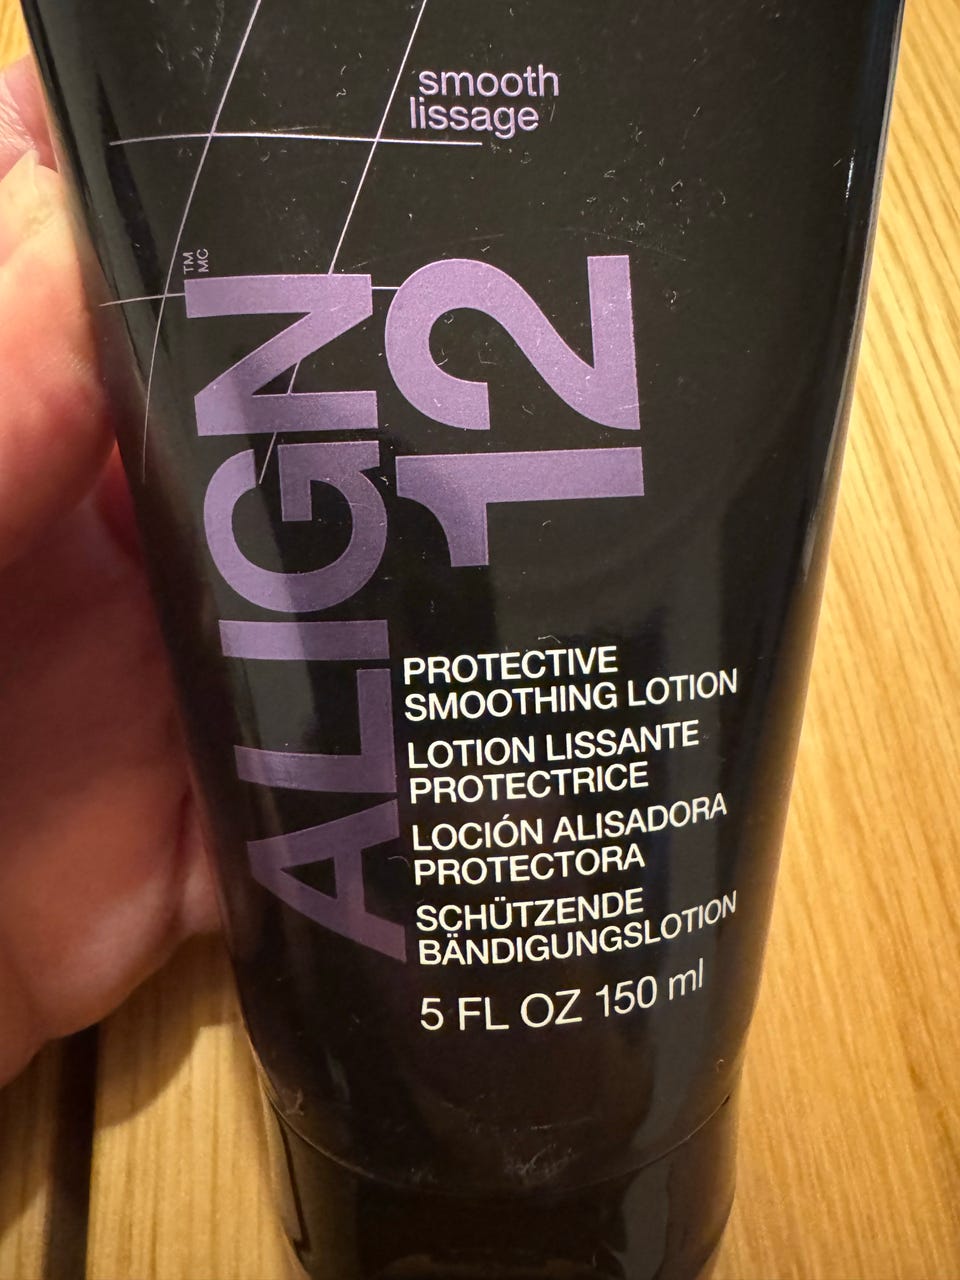 smooth
lissage
ALIGN
TM
MC
12
PROTECTIVE
SMOOTHING LOTION
LOTION LISSANTE
PROTECTRICE
LOCIÓN ALISADORA
PROTECTORA
SCHÜTZENDE
BÄNDIGUNGSLOTION
5 FL OZ 150 ml